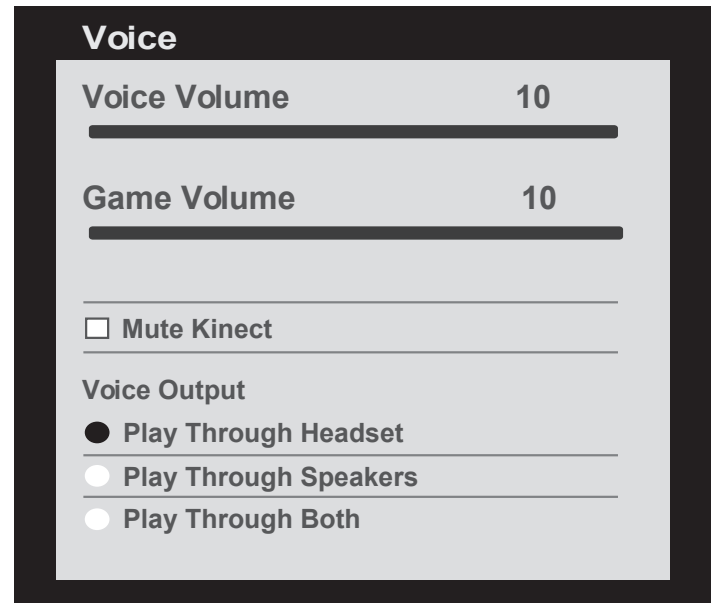 Voice
Voice Volume 10
Game Volume 10
Mute Kinect
Voice Output
Play Through Headset
Play Through Speakers
Play Through Both